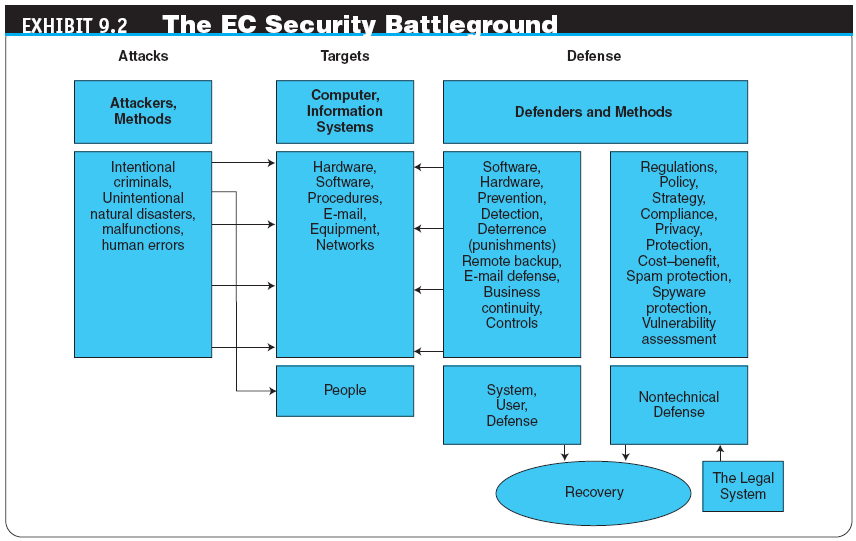 EXHIBIT 9.2 The EC Security Battleground
Attacks
Targets
Defense
Attackers,
Methods
Computer,
Information
Systems
Defenders and Methods
Intentional
criminals,
Unintentional
natural disasters,
malfunctions,
human errors
Hardware,
Software,
Procedures,
E-mail,
Equipment,
Networks
Software,
Hardware,
Prevention,
Detection,
Deterrence
(punishments)
Remote backup,
E-mail defense,
Business
continuity,
Controls
Regulations,
Policy,
Strategy,
Compliance,
Privacy,
Protection,
Cost–benefit,
Spam protection,
Spyware
protection,
Vulnerability
assessment
People
System,
User,
Defense
Nontechnical
Defense
Recovery
The Legal
System